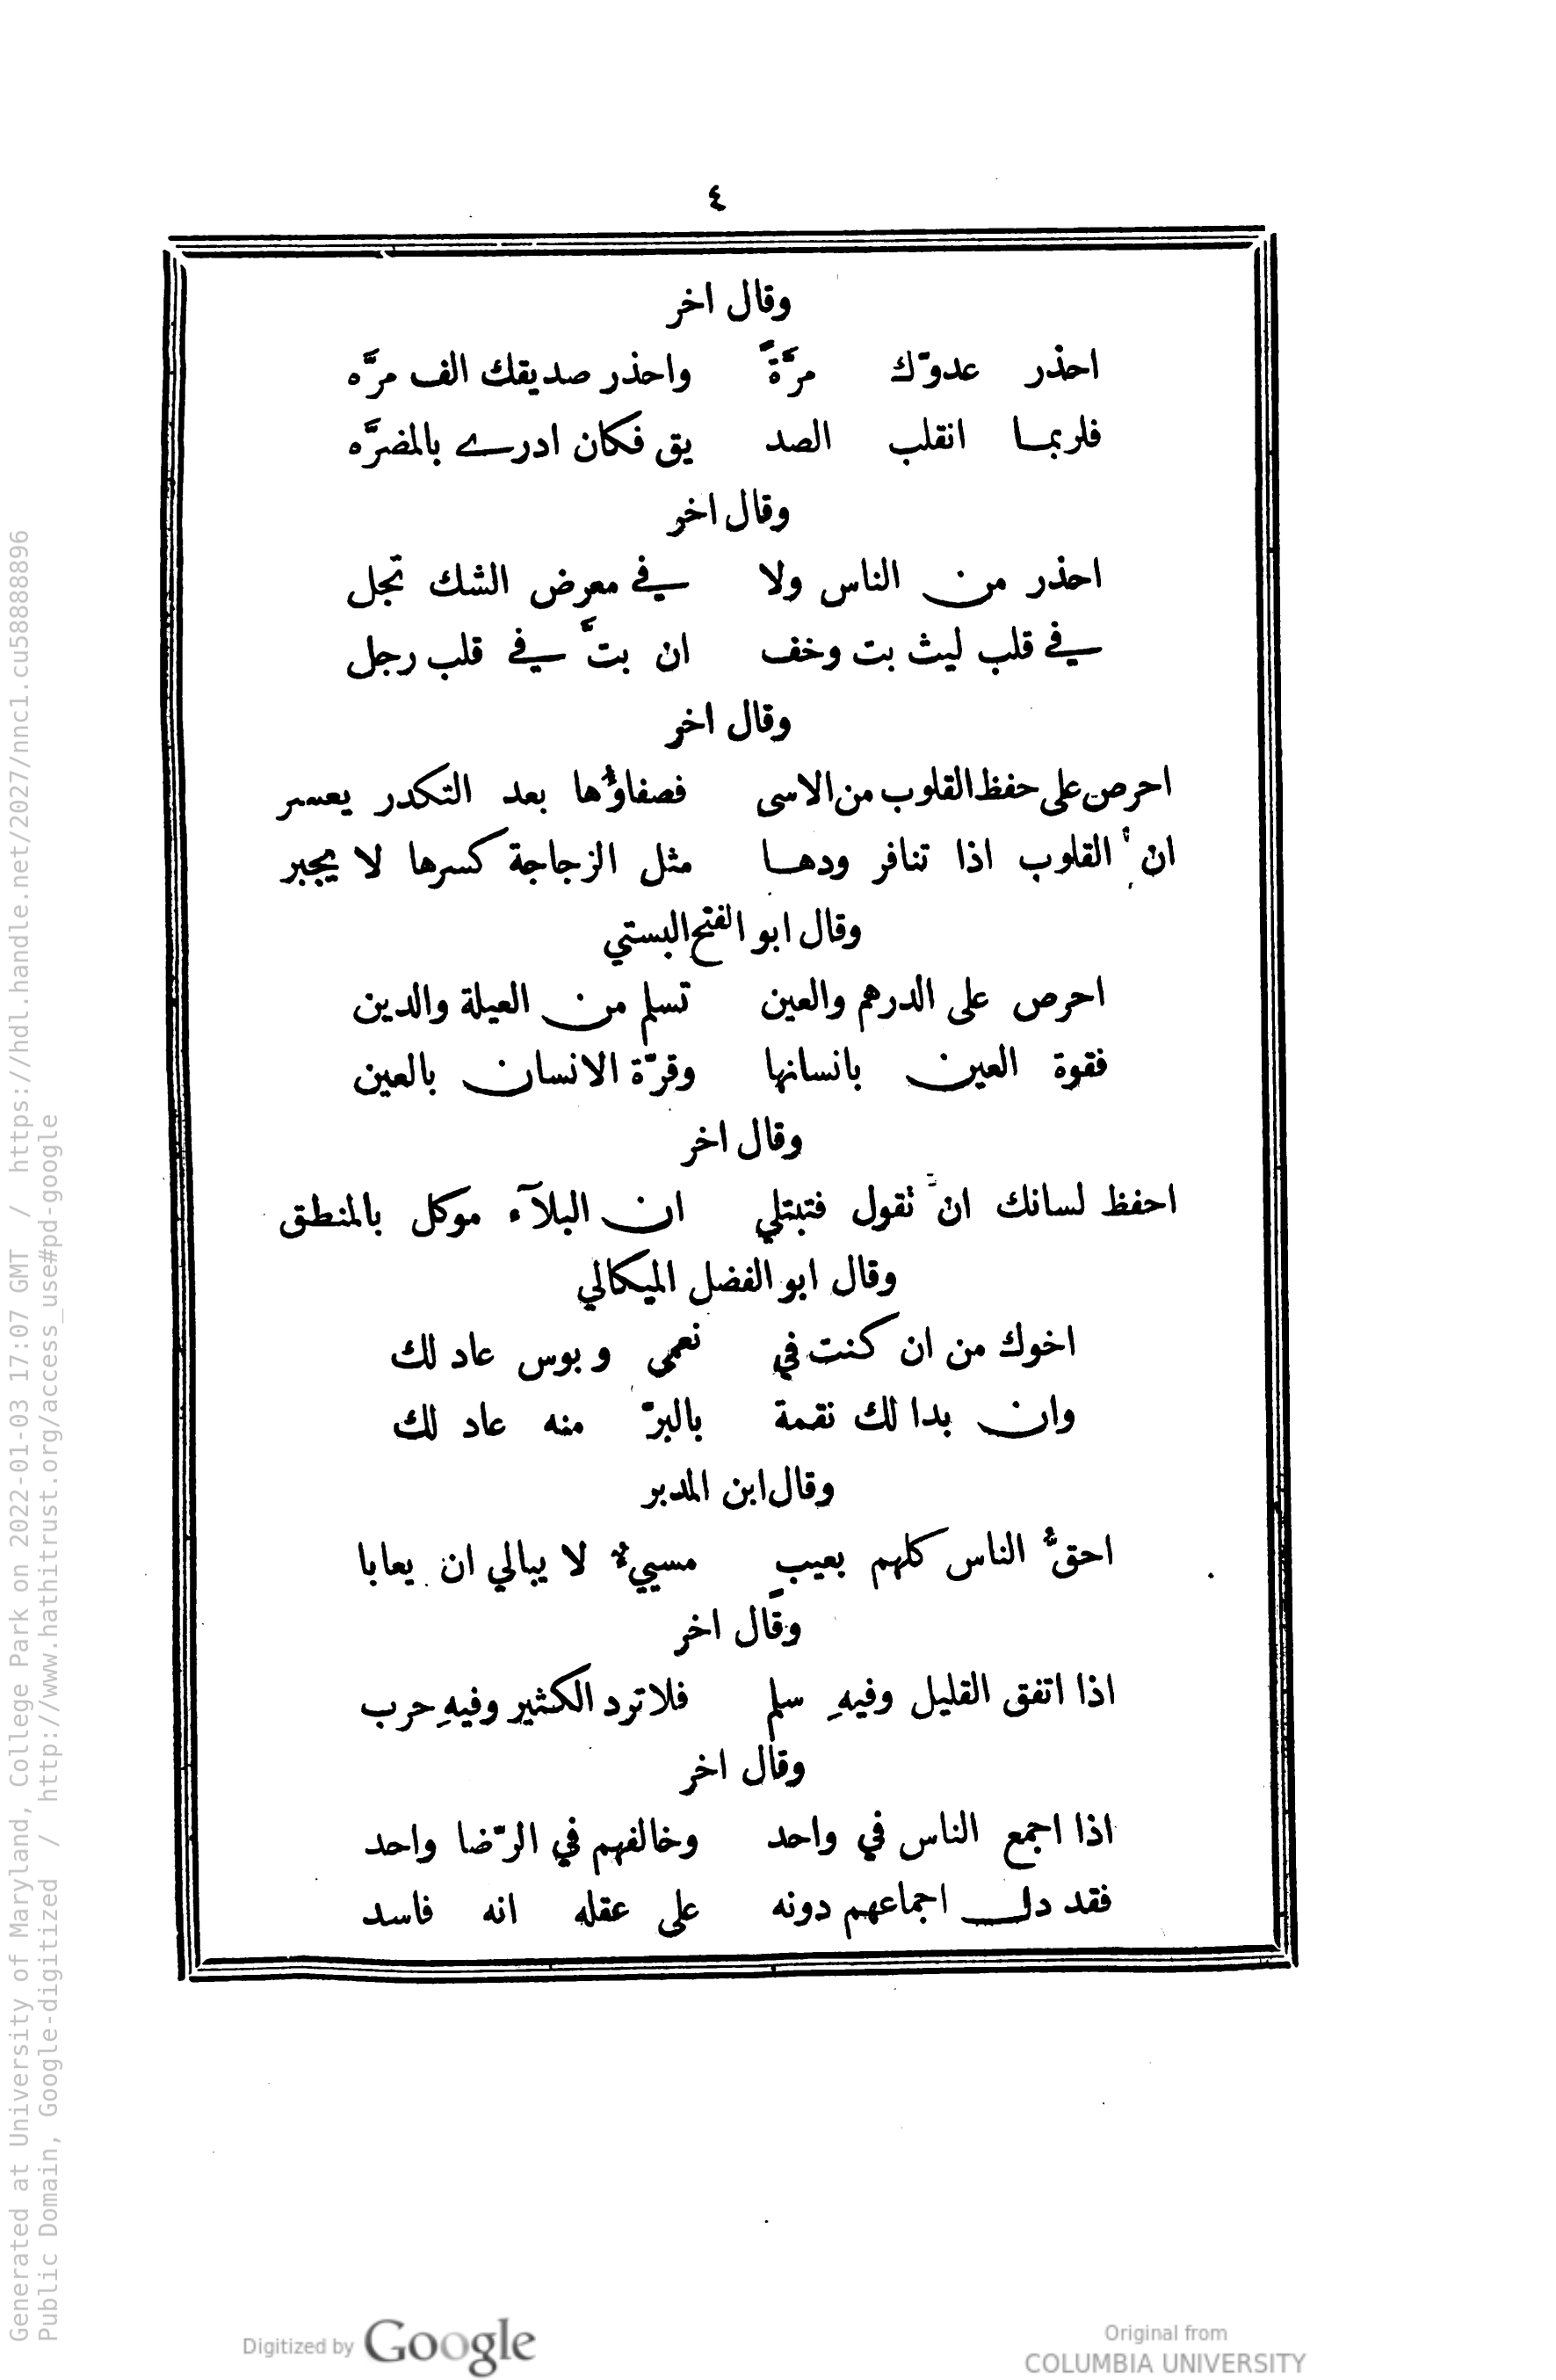 ٤
وقال اخر
احذر عدوّك مرَّةً واحذر صديقك الف مرَّه
فلربما انقلب الصد يق فكان ادرے بالمضرَّه
وقال اخر
احذر من الناس ولا في معرض الشك تجل
في قلب ليث بت وخف ان بتَّ في قلب رجل
وقال اخر
احرص على حفظ القلوب من الاسى فصفاؤُها بعد التكدر يعسر
ان القلوب اذا تنافر ودها مثل الزجاجة كسرها لا يجبر
وقال ابو الفتح البستي
احرص على الدرهم والعين تسلم من العيلة والدين
فقوة العين بانسانها وقرّة الانسان بالعين
وقال اخر
احفظ لسانك ان تقول فتبتلي ان البلآء موكل بالمنطق
وقال ابو الفضل الميكالي
اخوك من ان كنت في نعمى وبوس عاد لك
وان بدا لك نقمة بالبرّ منه عاد لك
وقال ابن المدبر
احقُّ الناس كلهم بعيب مسييءٌ لا يبالي ان يعابا
وقال اخر
اذا اتفق القليل وفيهِ سلم فلا ترد الكثير وفيهِ حرب
وقال اخر
اذا اجمع الناس في واحد وخالفهم في الرّضا واحد
فقد دل اجماعهم دونه على عقله انه فاسد
Generated at University of Maryland, College Park on 2022-01-03 17:07 GMT / https://hdl.handle.net/2027/nnc1.cu58888896
Public Domain, Google-digitized / http://www.hathitrust.org/access_use#pd-google
Digitized by Google
Original from
COLUMBIA UNIVERSITY